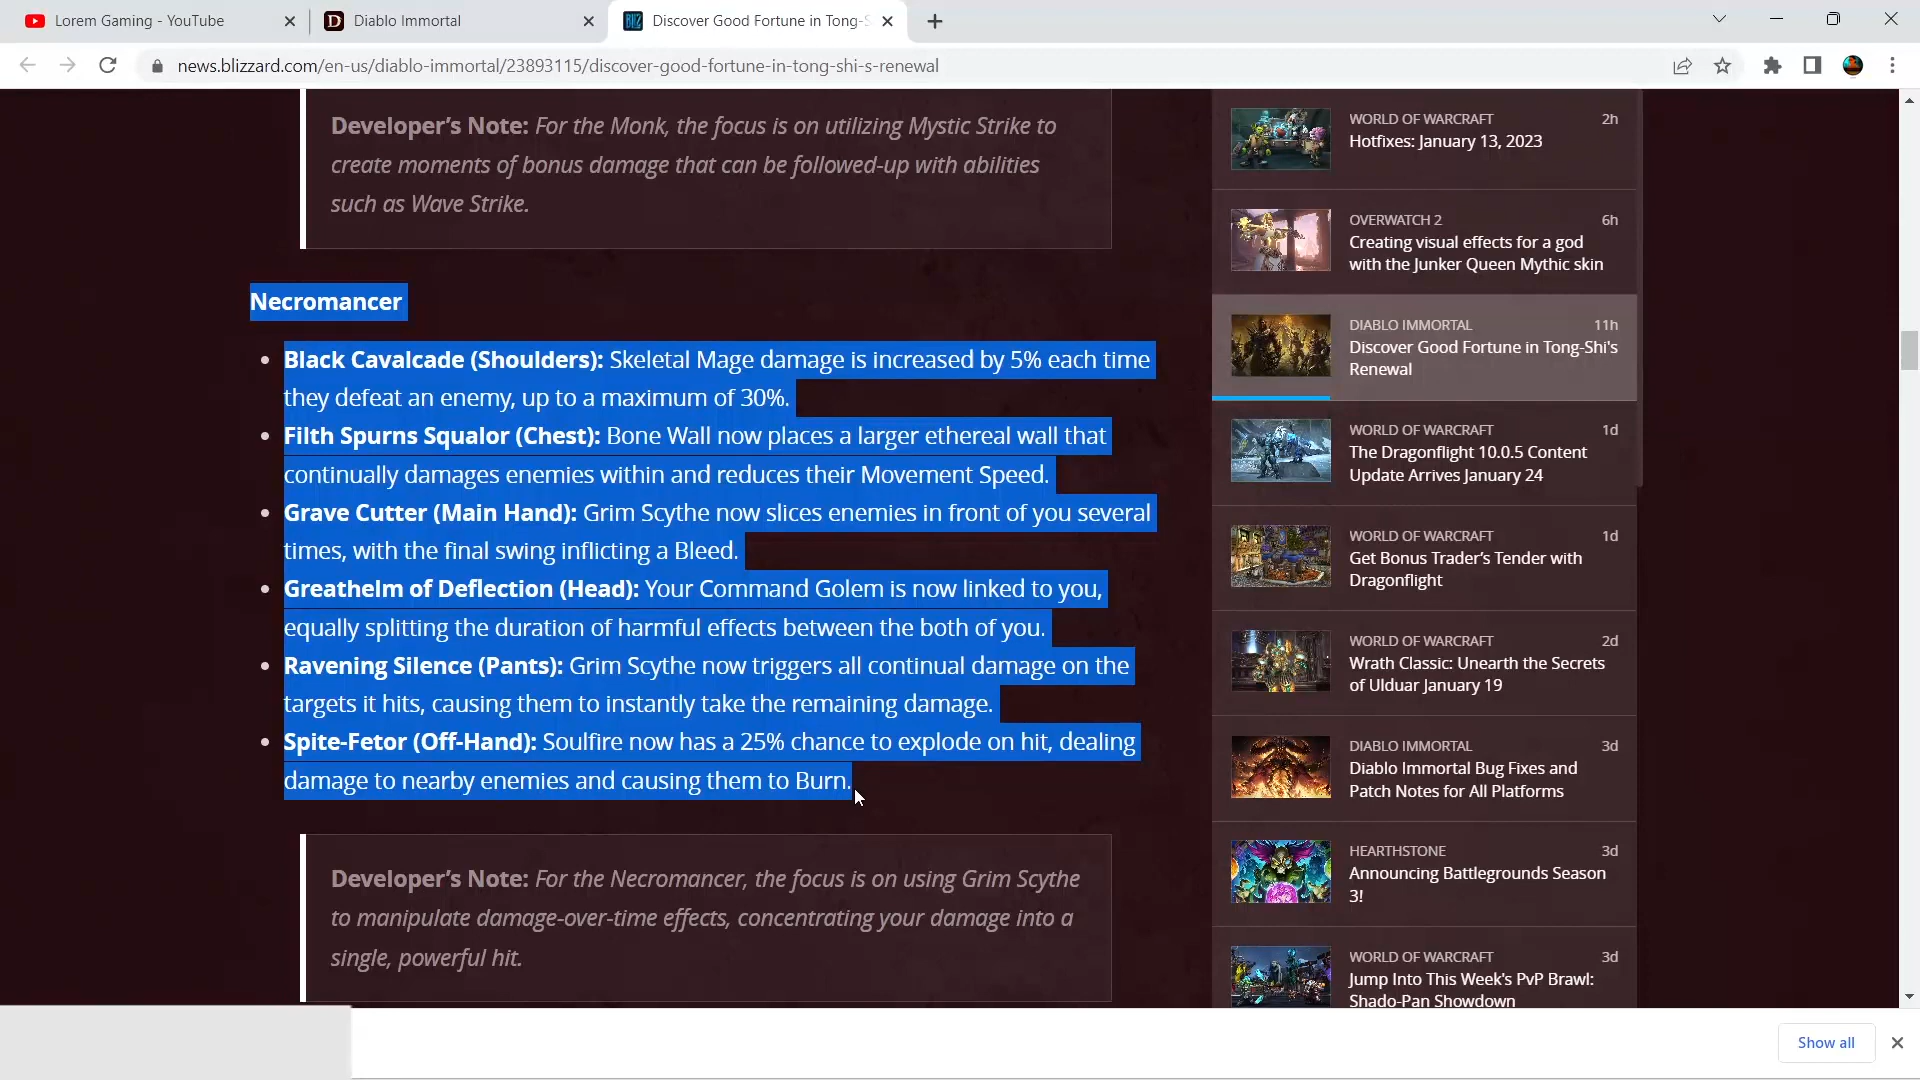 Lorem Gaming - YouTube
Diablo Immortal
Discover Good Fortune in Tong-S
news.blizzard.com/en-us/diablo-immortal/23893115/discover-good-fortune-in-tong-shi-s-renewal
Developer's Note: For the Monk, the focus is on utilizing Mystic Strike to
create moments of bonus damage that can be followed-up with abilities
such as Wave Strike.
Necromancer
Black Cavalcade (Shoulders): Skeletal Mage damage is increased by 5% each time
they defeat an enemy, up to a maximum of 30%.
Filth Spurns Squalor (Chest): Bone Wall now places a larger ethereal wall that
continually damages enemies within and reduces their Movement Speed.
Grave Cutter (Main Hand): Grim Scythe now slices enemies in front of you several
times, with the final swing inflicting a Bleed.
Greathelm of Deflection (Head): Your Command Golem is now linked to you,
equally splitting the duration of harmful effects between the both of you.
Ravening Silence (Pants): Grim Scythe now triggers all continual damage on the
targets it hits, causing them to instantly take the remaining damage.
Spite-Fetor (Off-Hand): Soulfire now has a 25% chance to explode on hit, dealing
damage to nearby enemies and causing them to Burn.
Developer's Note: For the Necromancer, the focus is on using Grim Scythe
to manipulate damage-over-time effects, concentrating your damage into a
single, powerful hit.
WORLD OF WARCRAFT 2h
Hotfixes: January 13, 2023
OVERWATCH 2 6h
Creating visual effects for a god
with the Junker Queen Mythic skin
DIABLO IMMORTAL 11h
Discover Good Fortune in Tong-Shi's
Renewal
WORLD OF WARCRAFT 1d
The Dragonflight 10.0.5 Content
Update Arrives January 24
WORLD OF WARCRAFT 1d
Get Bonus Trader's Tender with
Dragonflight
WORLD OF WARCRAFT 2d
Wrath Classic: Unearth the Secrets
of Ulduar January 19
DIABLO IMMORTAL 3d
Diablo Immortal Bug Fixes and
Patch Notes for All Platforms
HEARTHSTONE 3d
Announcing Battlegrounds Season
3!
WORLD OF WARCRAFT 3d
Jump Into This Week's PvP Brawl:
Shado-Pan Showdown
Show all